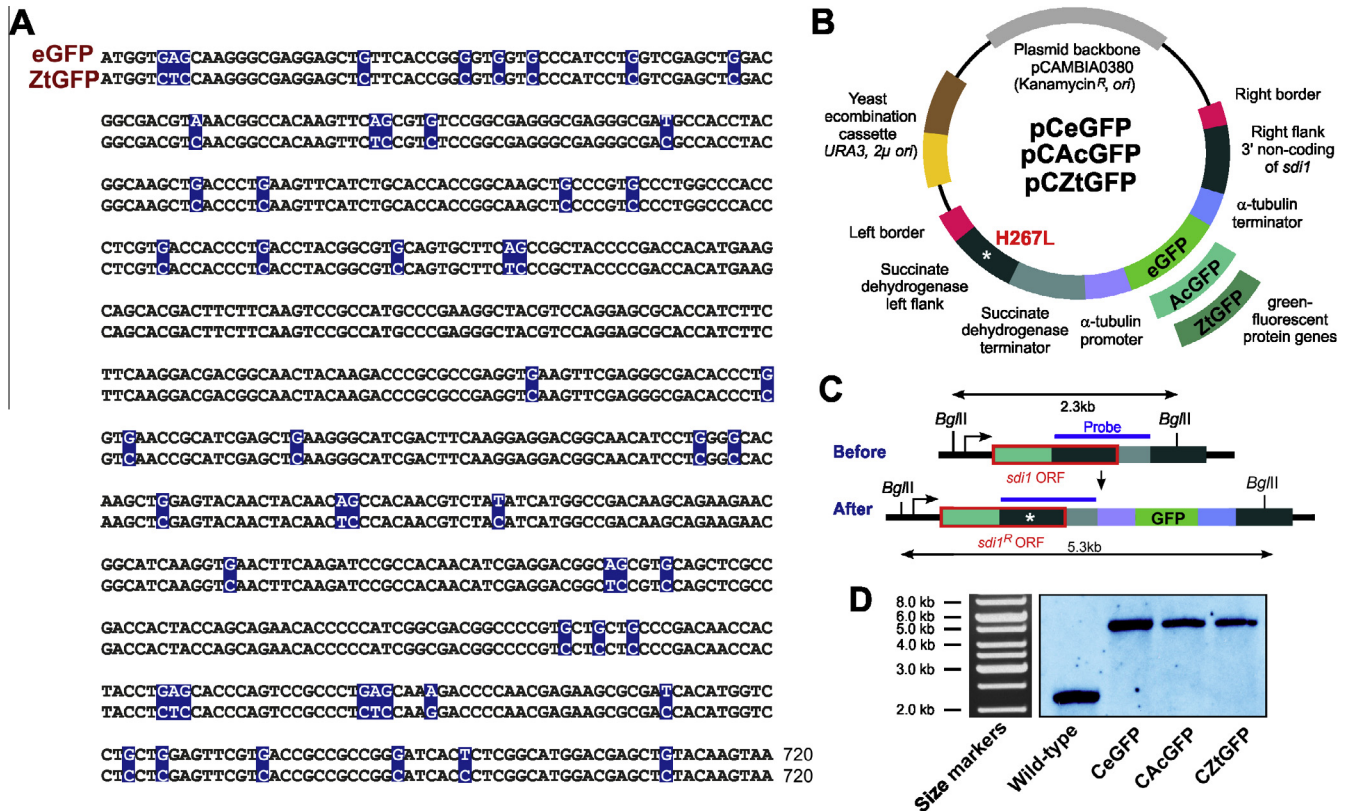 A
eGFP ATGGTGAGCAAGGGCGAGGAGCTGTTCACCGGGGTGGTGCCCATCCTGGTCGAGCTGGAC
ZtGFP ATGGTCTCCAAGGGCGAGGAGCTCTTCACCGGCGTCGTCCCCATCCTCGTCGAGCTCGAC
GGCGACGTAAACGGCCACAAGTTCAGCGTGTCCGGCGAGGGCGAGGGCGATGCCACCTAC
GGCGACGTCAACGGCCACAAGTTCTCCGTCTCCGGCGAGGGCGAGGGCGACGCCACCTAC
GGCAAGCTGACCCTGAAGTTCATCTGCACCACCGGCAAGCTGCCCGTGCCCTGGCCCACC
GGCAAGCTCACCCTCAAGTTCATCTGCACCACCGGCAAGCTCCCCGTCCCCTGGCCCACC
CTCGTGACCACCCTGACCTACGGCGTGCAGTGCTTCAGCCGCTACCCCGACCACATGAAG
CTCGTCACCACCCTCACCTACGGCGTCCAGTGCTTCTCCCGCTACCCCGACCACATGAAG
CAGCACGACTTCTTCAAGTCCGCCATGCCCGAAGGCTACGTCCAGGAGCGCACCATCTTC
CAGCACGACTTCTTCAAGTCCGCCATGCCCGAGGGCTACGTCCAGGAGCGCACCATCTTC
TTCAAGGACGACGGCAACTACAAGACCCGCGCCGAGGTGAAGTTCGAGGGCGACACCCTG
TTCAAGGACGACGGCAACTACAAGACCCGCGCCGAGGTCAAGTTCGAGGGCGACACCCTC
GTGAACCGCATCGAGCTGAAGGGCATCGACTTCAAGGAGGACGGCAACATCCTGGGGCAC
GTCAACCGCATCGAGCTCAAGGGCATCGACTTCAAGGAGGACGGCAACATCCTCGGCCAC
AAGCTGGAGTACAACTACAACAGCCACAACGTCTATATCATGGCCGACAAGCAGAAGAAC
AAGCTCGAGTACAACTACAACTCCCACAACGTCTACATCATGGCCGACAAGCAGAAGAAC
GGCATCAAGGTGAACTTCAAGATCCGCCACAACATCGAGGACGGCAGCGTGCAGCTCGCC
GGCATCAAGGTCAACTTCAAGATCCGCCACAACATCGAGGACGGCTCCGTCCAGCTCGCC
GACCACTACCAGCAGAACACCCCCATCGGCGACGGCCCCGTGCTGCTGCCCGACAACCAC
GACCACTACCAGCAGAACACCCCCATCGGCGACGGCCCCGTCCTCCTCCCCGACAACCAC
TACCTGAGCACCCAGTCCGCCCTGAGCAAAGACCCCAACGAGAAGCGCGATCACATGGTC
TACCTCTCCACCCAGTCCGCCCTCTCCAAGGACCCCAACGAGAAGCGCGACCACATGGTC
CTGCTGGAGTTCGTGACCGCCGCCGGGATCACTCTCGGCATGGACGAGCTGTACAAGTAA 720
CTCCTCGAGTTCGTCACCGCCGCCGGCATCACCCTCGGCATGGACGAGCTCTACAAGTAA 720
B
Plasmid backbone
pCAMBIA0380
(Kanamycin R, ori)
pCeGFP
pCAcGFP
pCZtGFP
Yeast
ecombination
cassette
URA3, 2µ ori)
Right border
Right flank
3' non-coding
of sdi1
α-tubulin
terminator
eGFP
AcGFP
ZtGFP
green-
fluorescent
protein genes
α-tubulin
promoter
Succinate
dehydrogenase
terminator
Succinate
dehydrogenase
left flank
Left border
H267L
*
C
2.3kb
BglII
Probe
BglII
Before
sdi1 ORF
BglII
BglII
After
*
GFP
sdi1R ORF
5.3kb
D
8.0 kb
6.0 kb
5.0 kb
4.0 kb
3.0 kb
2.0 kb
Size markers
Wild-type
CeGFP
CAcGFP
CZtGFP